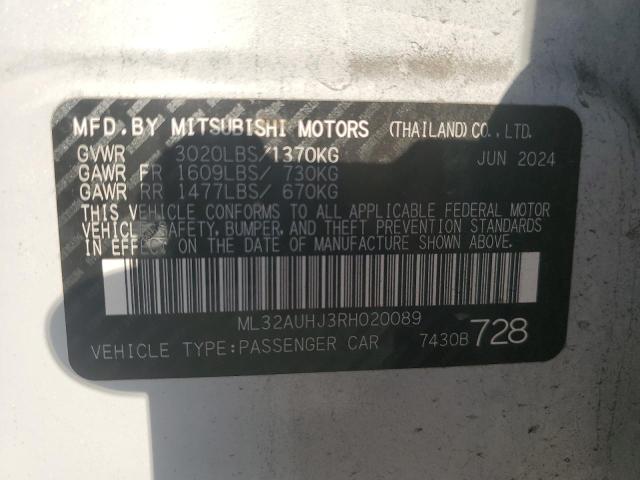 MFD.BY MITSUBISHI MOTORS (THAILAND) CO.,LTD.
GVWR 3020LBS/1370KG JUN 2024
GAWR FR 1609LBS/ 730KG
GAWR RR 1477LBS/ 670KG
THIS VEHICLE CONFORMS TO ALL APPLICABLE FEDERAL MOTOR
VEHICLE SAFETY, BUMPER, AND THEFT PREVENTION STANDARDS
IN EFFECT ON THE DATE OF MANUFACTURE SHOWN ABOVE.
ML32AUHJ3RH020089
VEHICLE TYPE:PASSENGER CAR 7430B 728